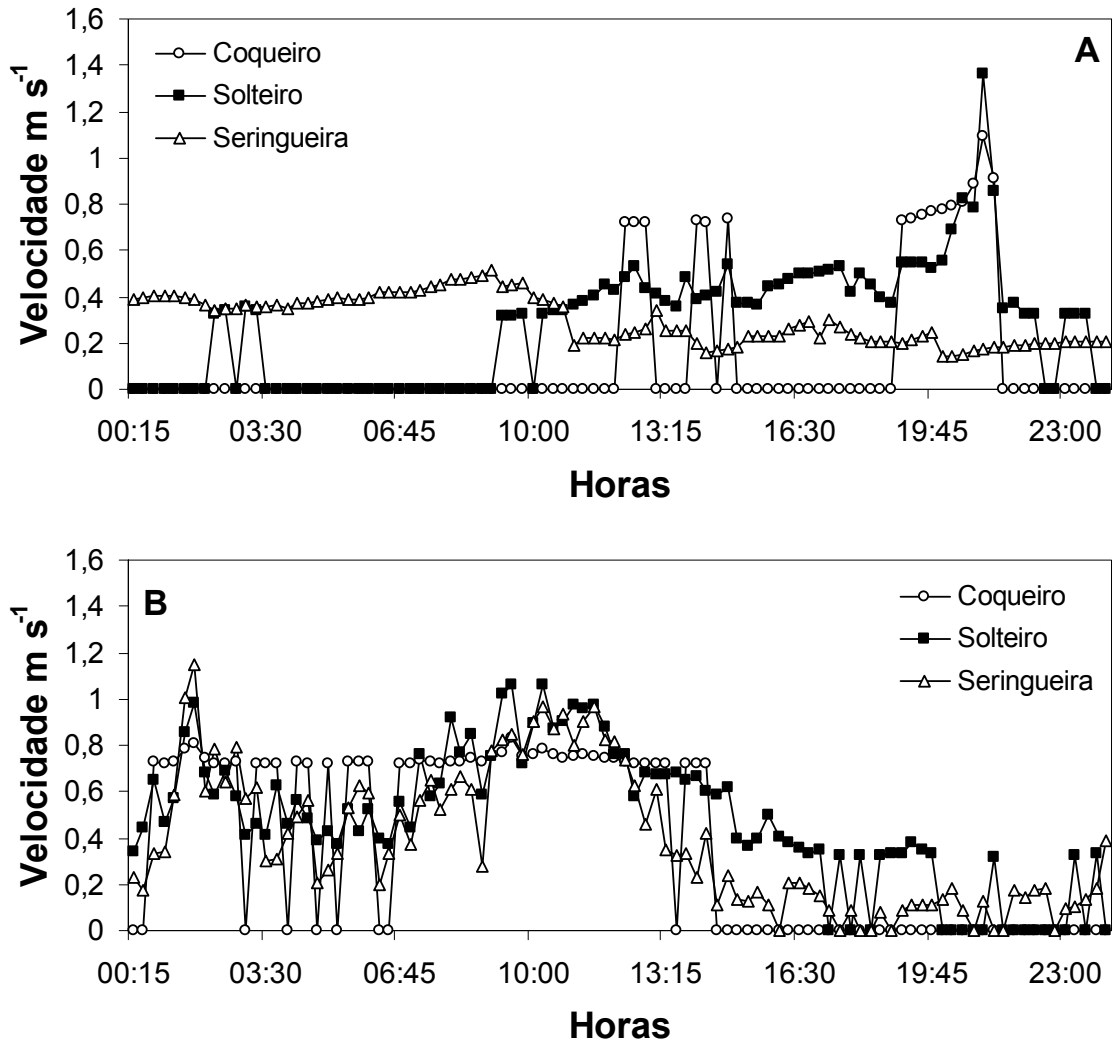 1,6
1,4
1,2
1
0,8
0,6
0,4
0,2
0
Velocidade m s⁻¹
Coqueiro
Solteiro
Seringueira
A
00:15 03:30 06:45 10:00 13:15 16:30 19:45 23:00
Horas
1,6
1,4
1,2
1
0,8
0,6
0,4
0,2
0
Velocidade m s⁻¹
B
Coqueiro
Solteiro
Seringueira
00:15 03:30 06:45 10:00 13:15 16:30 19:45 23:00
Horas